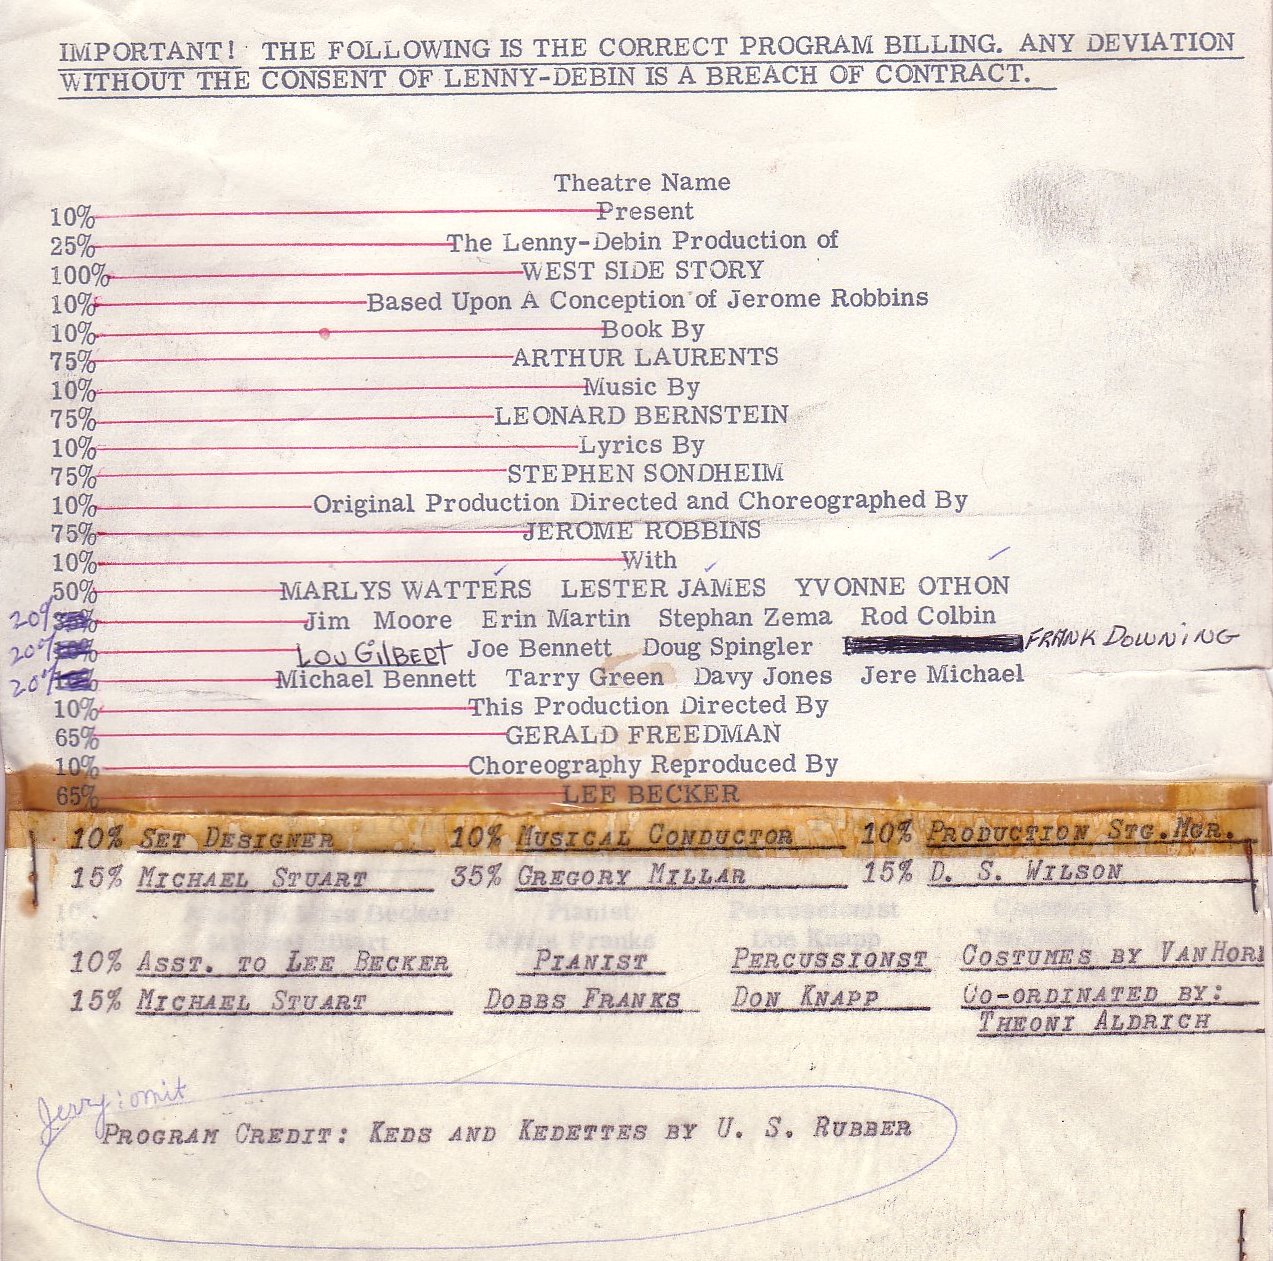 IMPORTANT! THE FOLLOWING IS THE CORRECT PROGRAM BILLING. ANY DEVIATION
WITHOUT THE CONSENT OF LENNY-DEBIN IS A BREACH OF CONTRACT.
Theatre Name
10% Present
25% The Lenny-Debin Production of
100% WEST SIDE STORY
10% Based Upon A Conception of Jerome Robbins
10% Book By
75% ARTHUR LAURENTS
10% Music By
75% LEONARD BERNSTEIN
10% Lyrics By
75% STEPHEN SONDHEIM
10% Original Production Directed and Choreographed By
75% JEROME ROBBINS
10% With
50% MARLYS WATTERS LESTER JAMES YVONNE OTHON
20% Jim Moore Erin Martin Stephan Zema Rod Colbin
20% LOU GILBERT Joe Bennett Doug Spingler FRANK DOWNING
20% Michael Bennett Tarry Green Davy Jones Jere Michael
10% This Production Directed By
65% GERALD FREEDMAN
10% Choreography Reproduced By
65% LEE BECKER
10% SET DESIGNER 10% MUSICAL CONDUCTOR 10% PRODUCTION STG.MGR.
15% MICHAEL STUART 35% GREGORY MILLAR 15% D. S. WILSON
10% ASST. TO LEE BECKER PIANIST PERCUSSIONST COSTUMES BY VANHORN
15% MICHAEL STUART DOBBS FRANKS DON KNAPP CO-ORDINATED BY:
THEONI ALDRICH
Jerry: omit
PROGRAM CREDIT: KEDS AND KEDETTES BY U. S. RUBBER